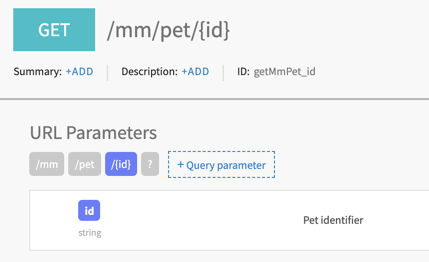 GET /mm/pet/{id}
Summary: +ADD Description: +ADD ID: getMmPet_id
URL Parameters
/mm /pet /{id} ? + Query parameter
id Pet identifier
string